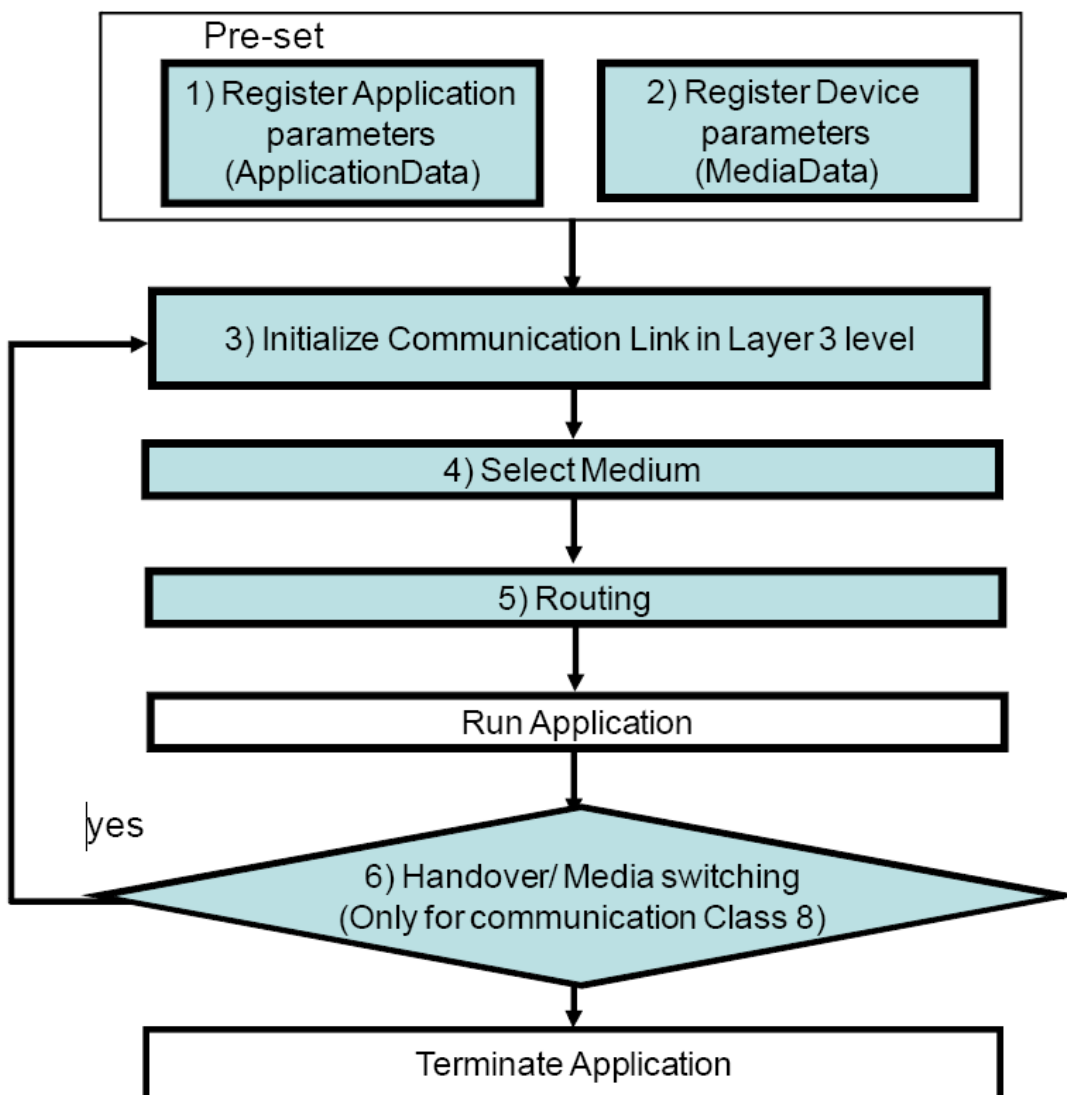 Pre-set
1) Register Application
parameters
(ApplicationData)
2) Register Device
parameters
(MediaData)
3) Initialize Communication Link in Layer 3 level
4) Select Medium
5) Routing
Run Application
yes
6) Handover/ Media switching
(Only for communication Class 8)
Terminate Application